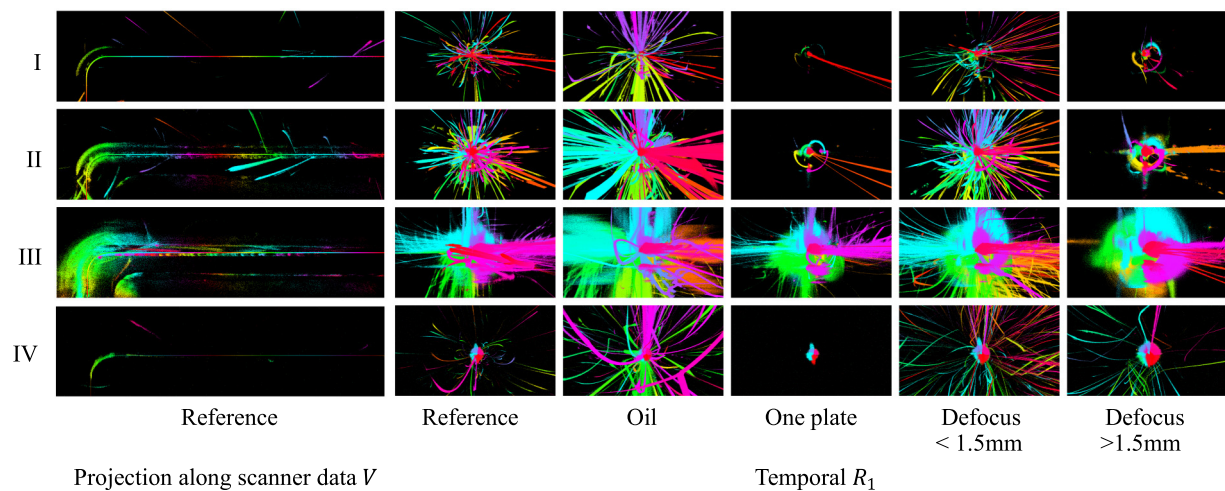 I
II
III
IV
Reference
Reference
Oil
One plate
Defocus
< 1.5mm
Defocus
>1.5mm
Projection along scanner data V
Temporal R₁